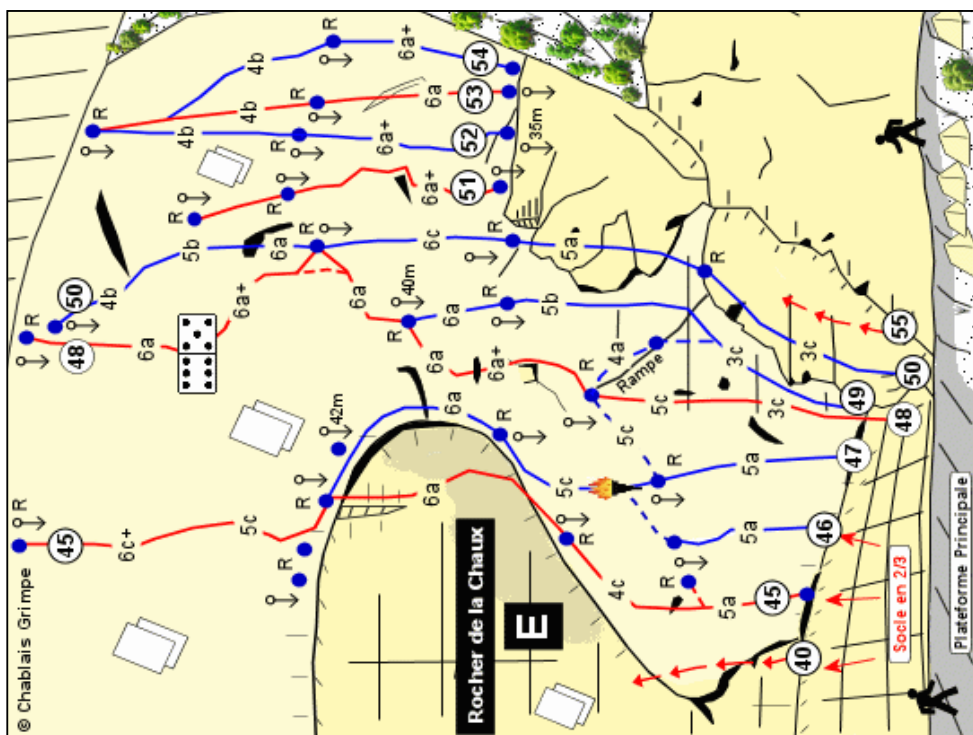 © Chablais Grimpe
R
R
45
48
50
R
6c+
4b
6a
R
5b
4b
5c
6a+
4b
4b
R
R
R
R
6a
R
R
R
42m
6a
6a+
6a+
R
40m
6a
6a
6a
6c
6a+
6a
6a
Rocher de la Chaux
51
52
53
54
R
6a+
R
R
E
35m
5c
5b
5a
R
R
4c
5c
4a
Rampe
5c
R
R
R
5a
5a
5a
3c
45
3c
3c
40
46
47
49
48
50
55
Socle en 2/3
Plateforme Principale